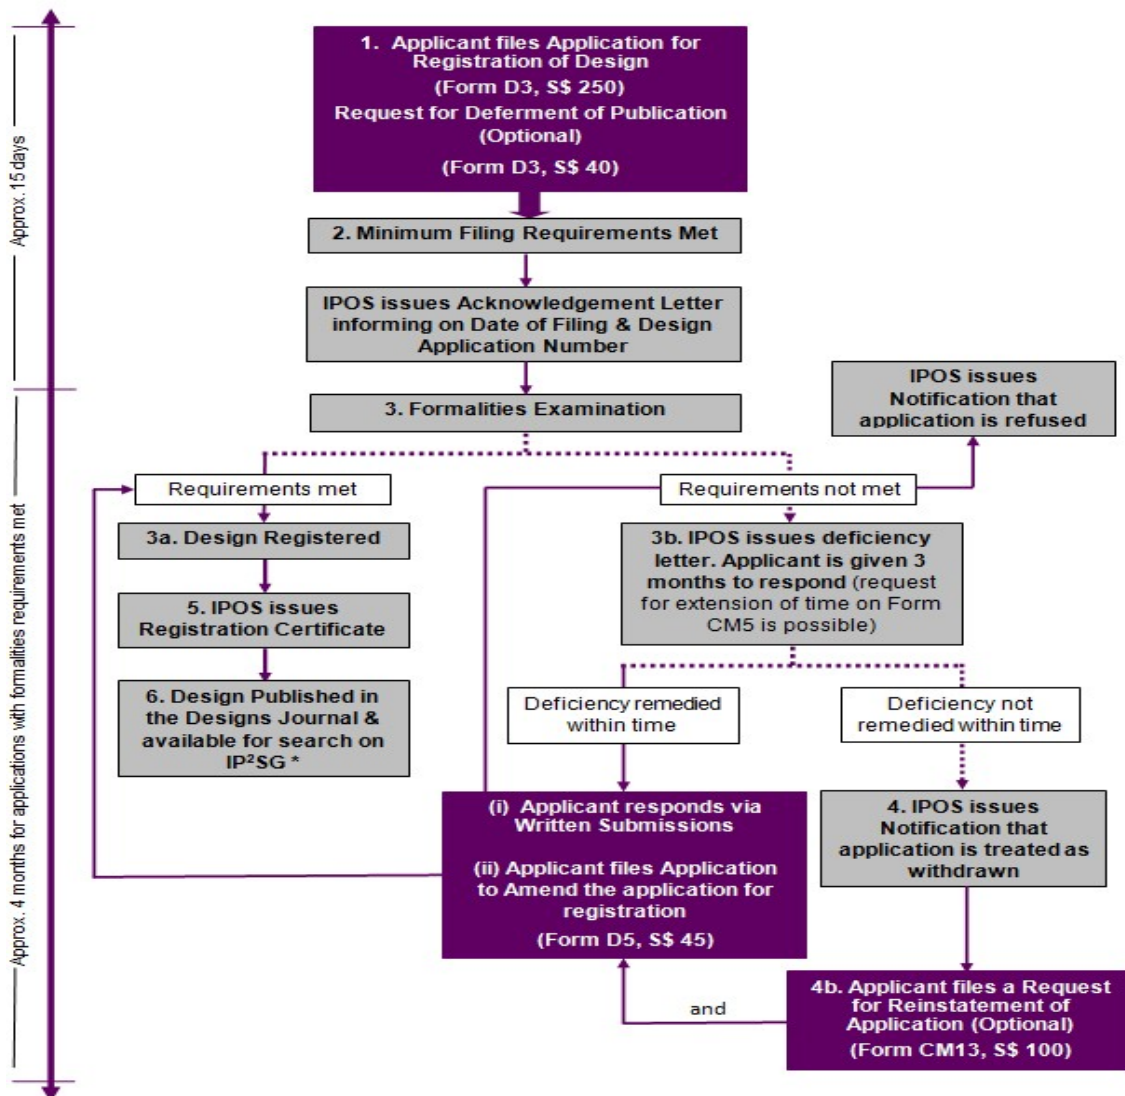 Approx. 15 days
Approx. 4 months for applications with formalities requirements met
1. Applicant files Application for
Registration of Design
(Form D3, S$ 250)
Request for Deferment of Publication
(Optional)
(Form D3, S$ 40)
2. Minimum Filing Requirements Met
IPOS issues Acknowledgement Letter
informing on Date of Filing & Design
Application Number
3. Formalities Examination
IPOS issues
Notification that
application is refused
Requirements met
Requirements not met
3a. Design Registered
5. IPOS issues
Registration Certificate
6. Design Published in
the Designs Journal &
available for search on
IP²SG *
3b. IPOS issues deficiency
letter. Applicant is given 3
months to respond (request
for extension of time on Form
CM5 is possible)
Deficiency remedied
within time
Deficiency not
remedied within time
(i) Applicant responds via
Written Submissions
(ii) Applicant files Application
to Amend the application for
registration
(Form D5, S$ 45)
4. IPOS issues
Notification that
application is treated as
withdrawn
and
4b. Applicant files a Request
for Reinstatement of
Application (Optional)
(Form CM13, S$ 100)